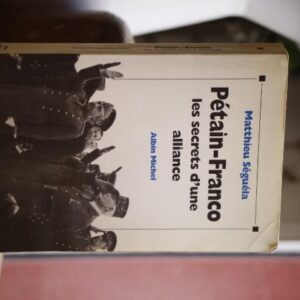 Matthieu Séguéla
Pétain-Franco
les secrets d'une
alliance
Albin Michel